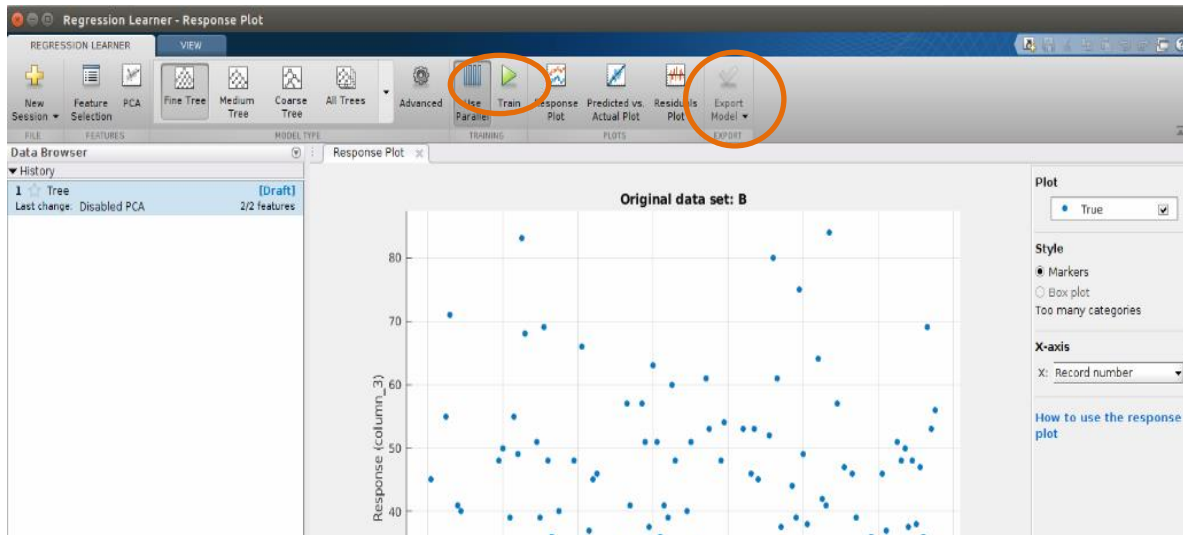 Regression Learner - Response Plot
REGRESSION LEARNER VIEW
New Session Feature Selection PCA Fine Tree Medium Tree Coarse Tree All Trees Advanced Use Parallel Train Response Plot Predicted vs. Actual Plot Residuals Plot Export Model
FILE FEATURES MODEL TYPE TRAINING PLOTS EXPORT
Data Browser
Response Plot
History
1 Tree [Draft]
Last change: Disabled PCA 2/2 features
Original data set: B
80
70
60
50
40
Response (column_3)
Plot
True
Style
Markers
Box plot
Too many categories
X-axis
X: Record number
How to use the response
plot